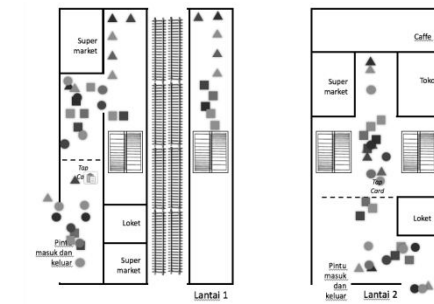 Super
market
Tap
Loket
Pintu
masuk dan
keluar
Super
market
Lantai 1
Caffe
Super
market
Toko
Tap
Card
Loket
Pintu
masuk
dan
keluar
Lantai 2